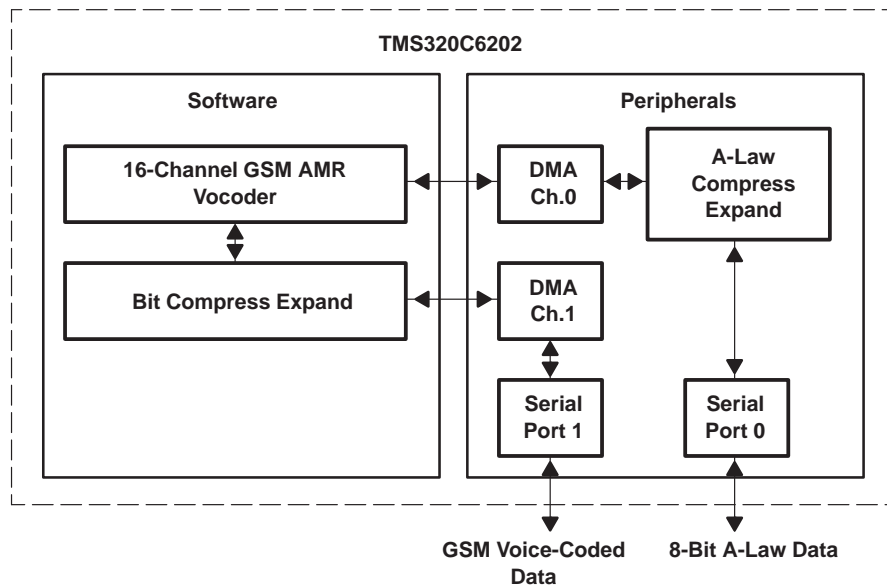 TMS320C6202
Software
Peripherals
16-Channel GSM AMR
Vocoder
DMA
Ch.0
A-Law
Compress
Expand
Bit Compress Expand
DMA
Ch.1
Serial
Port 1
Serial
Port 0
GSM Voice-Coded
Data
8-Bit A-Law Data